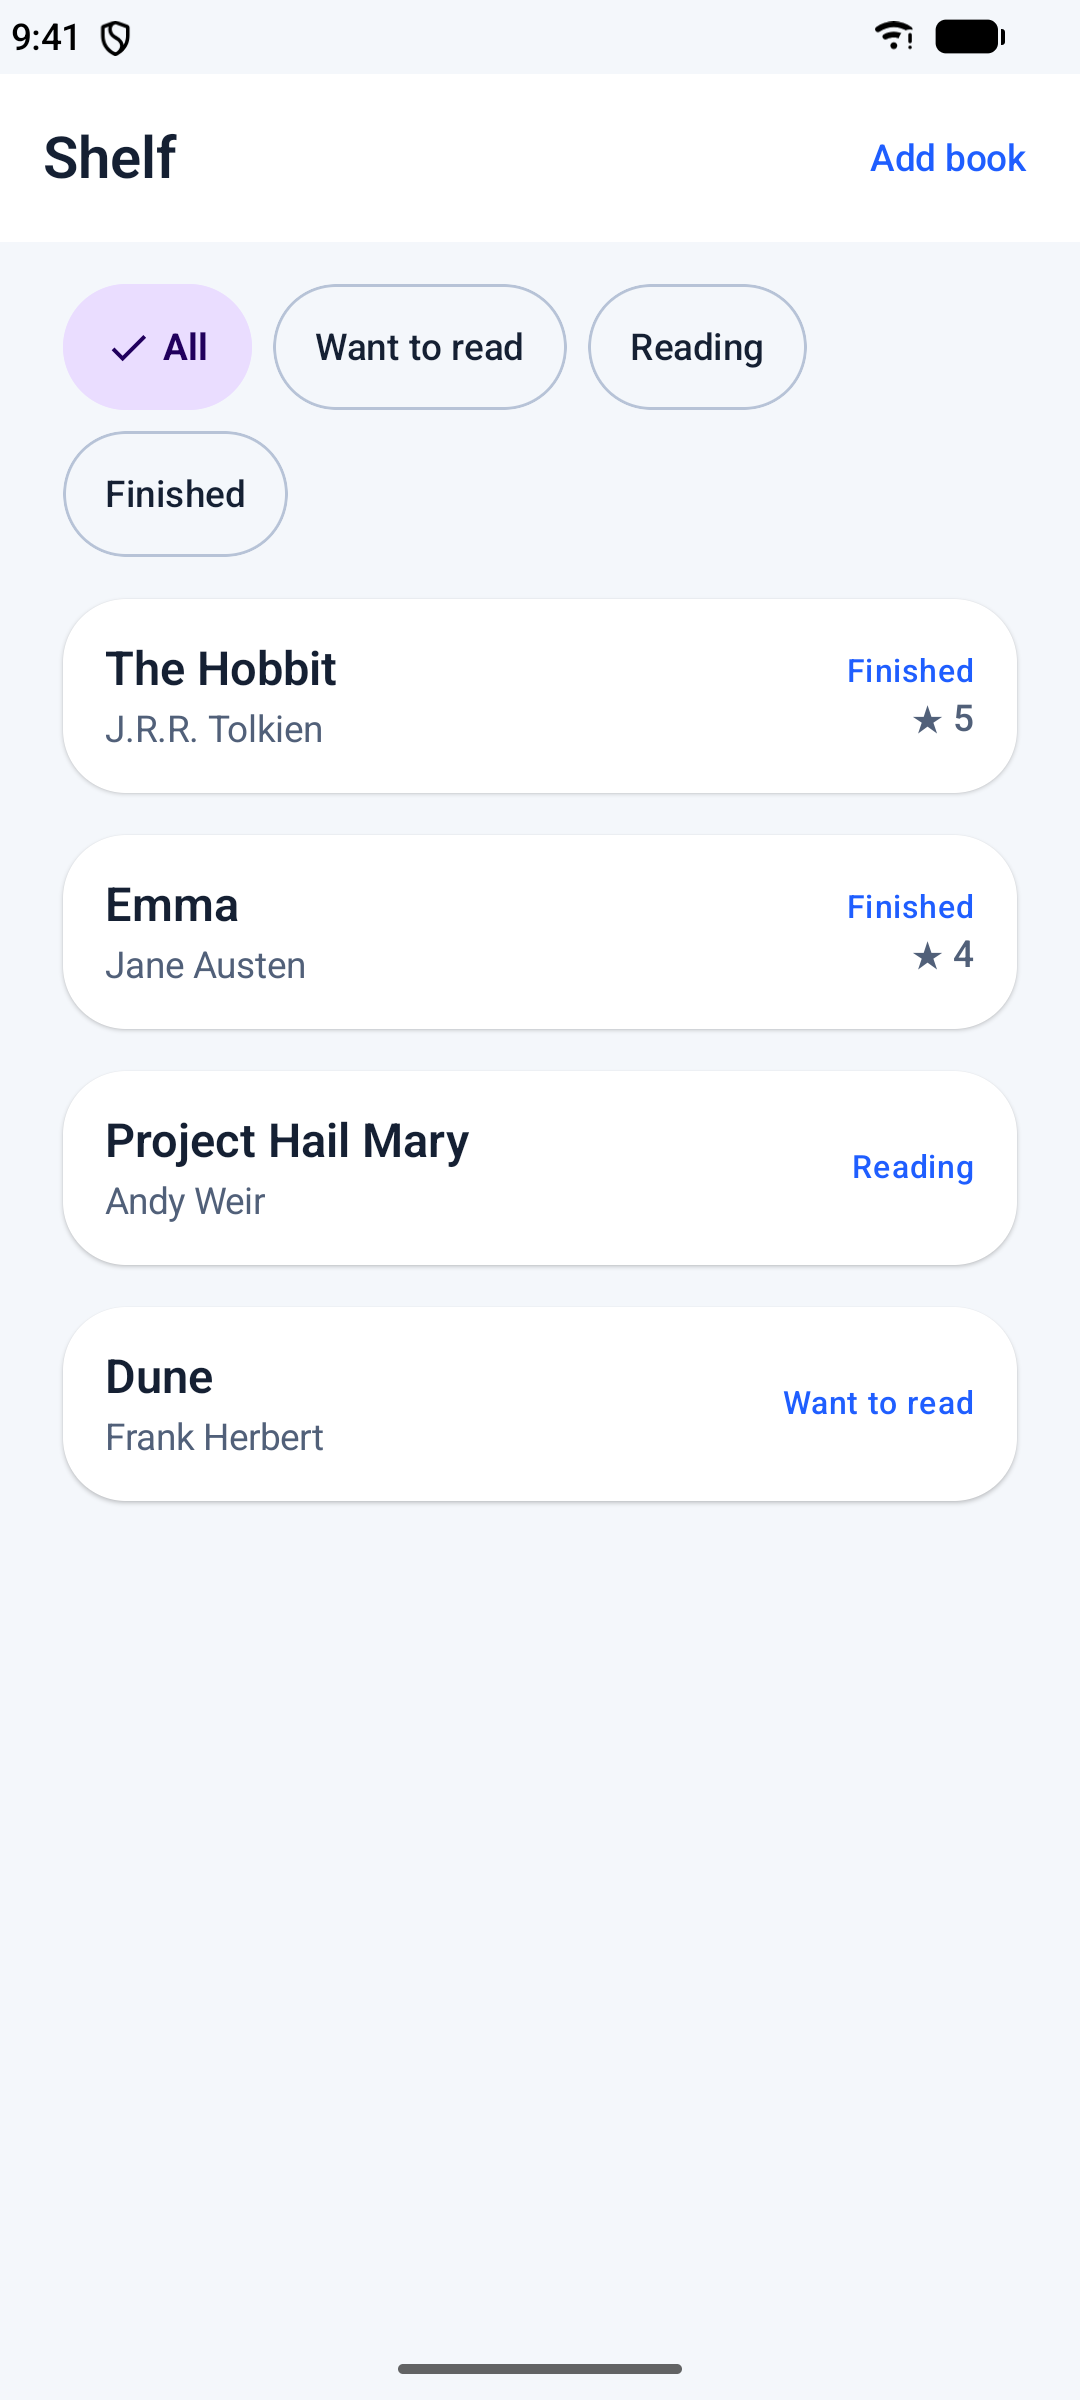 9:41
Shelf
Add book
All
Want to read
Reading
Finished
The Hobbit
J.R.R. Tolkien
Finished
★ 5
Emma
Jane Austen
Finished
★ 4
Project Hail Mary
Andy Weir
Reading
Dune
Frank Herbert
Want to read